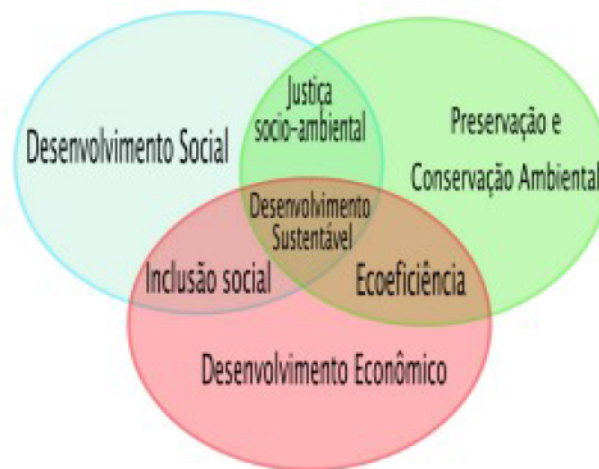 Justiça
socio-ambiental
Desenvolvimento Social
Preservação e
Conservação Ambiental
Desenvolvimento
Sustentável
Inclusão social
Ecoeficiência
Desenvolvimento Econômico